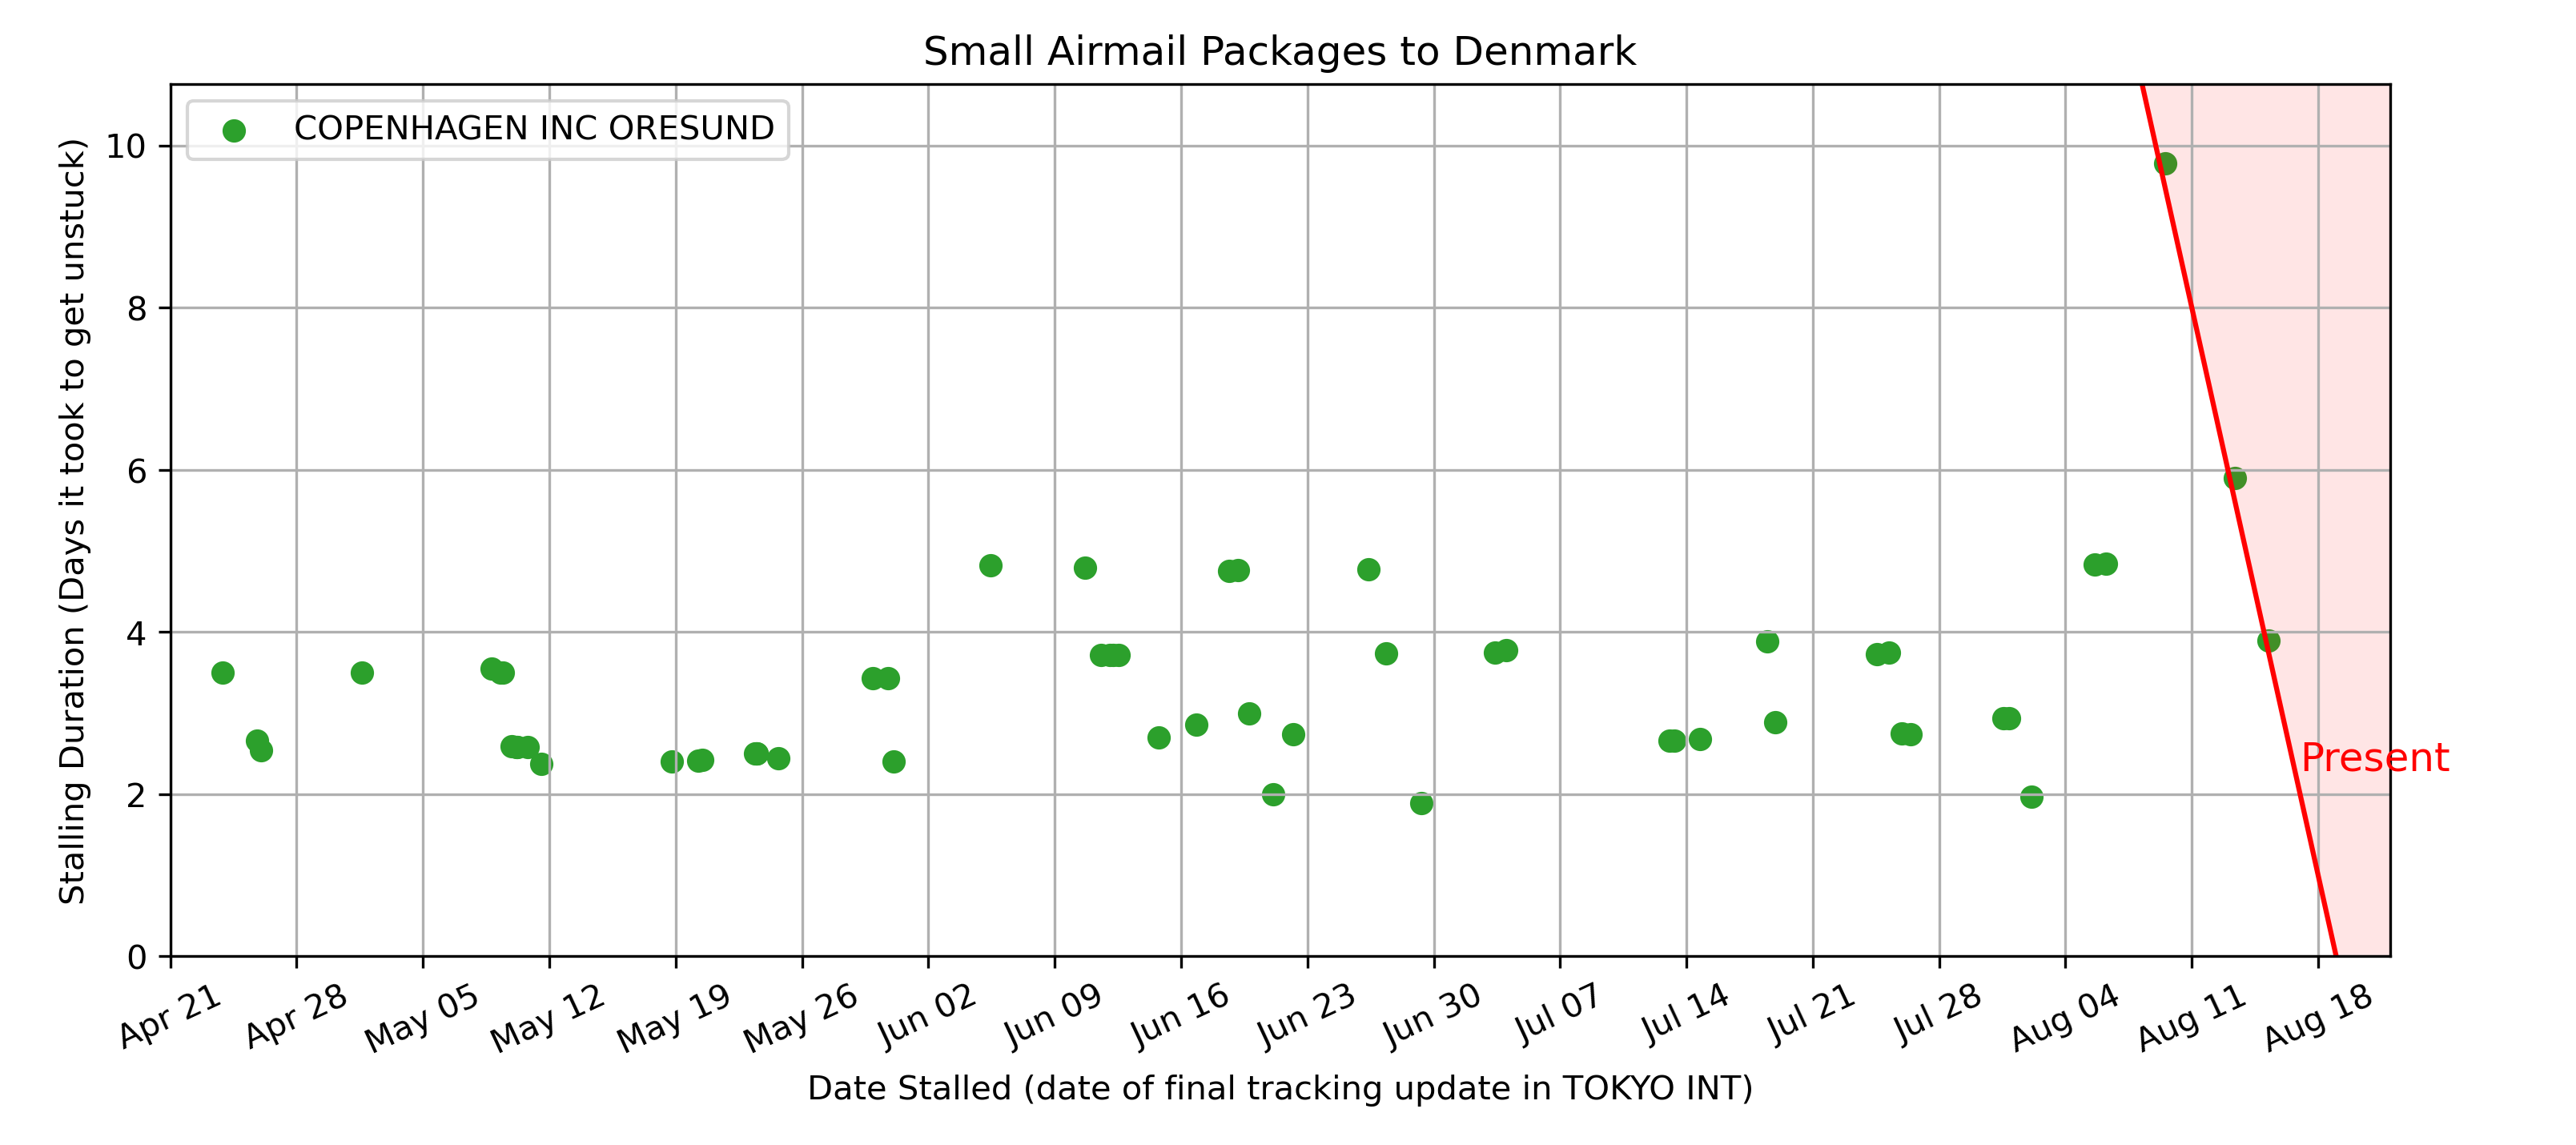 Small Airmail Packages to Denmark
COPENHAGEN INC ORESUND
Stalling Duration (Days it took to get unstuck)
10
8
6
4
2
0
Present
Apr 21
Apr 28
May 05
May 12
May 19
May 26
Jun 02
Jun 09
Jun 16
Jun 23
Jun 30
Jul 07
Jul 14
Jul 21
Jul 28
Aug 04
Aug 11
Aug 18
Date Stalled (date of final tracking update in TOKYO INT)